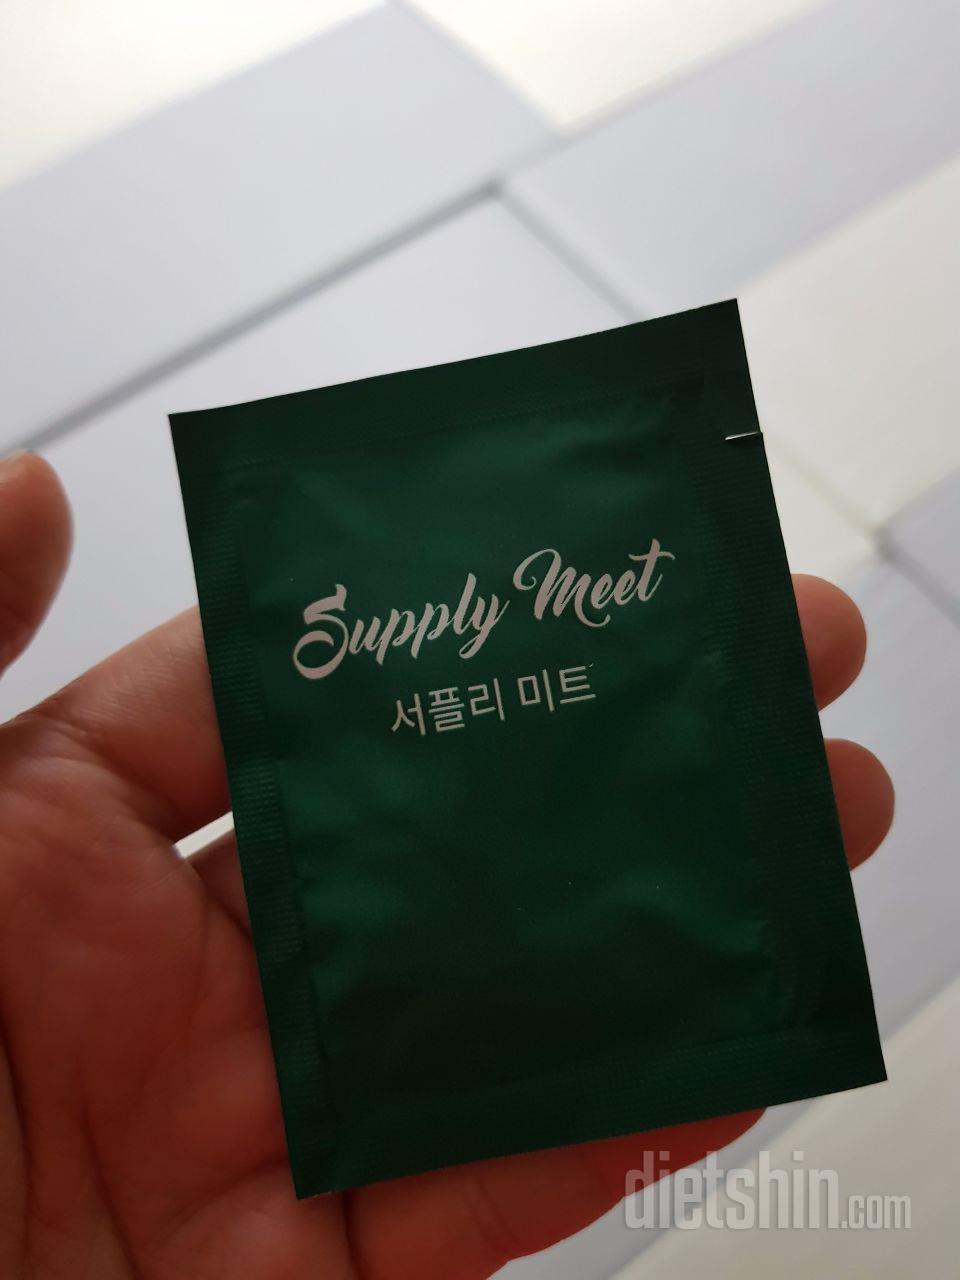 Supply Meet
서플리 미트
dietshin.com